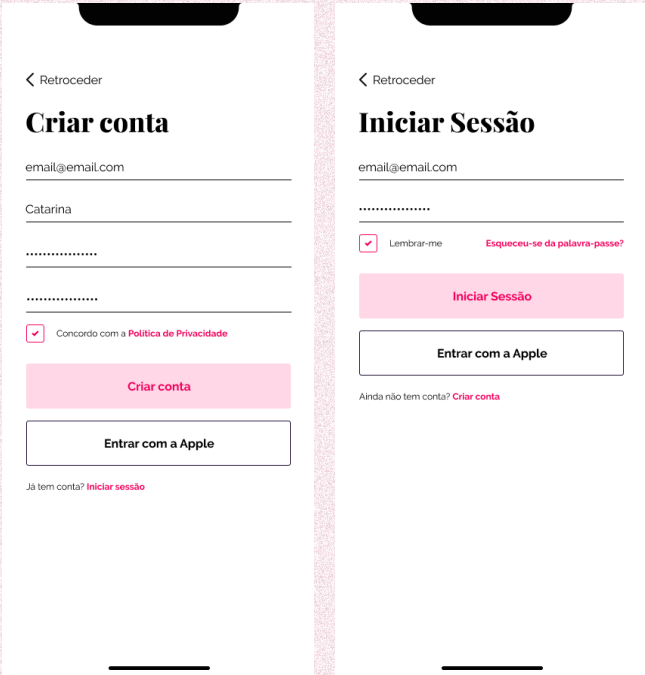 Retroceder
Criar conta
email@email.com
Catarina
•••••••••••••••••
•••••••••••••••••
Concordo com a Política de Privacidade
Criar conta
Entrar com a Apple
Já tem conta? Iniciar sessão
Retroceder
Iniciar Sessão
email@email.com
•••••••••••••••••
Lembrar-me Esqueceu-se da palavra-passe?
Iniciar Sessão
Entrar com a Apple
Ainda não tem conta? Criar conta